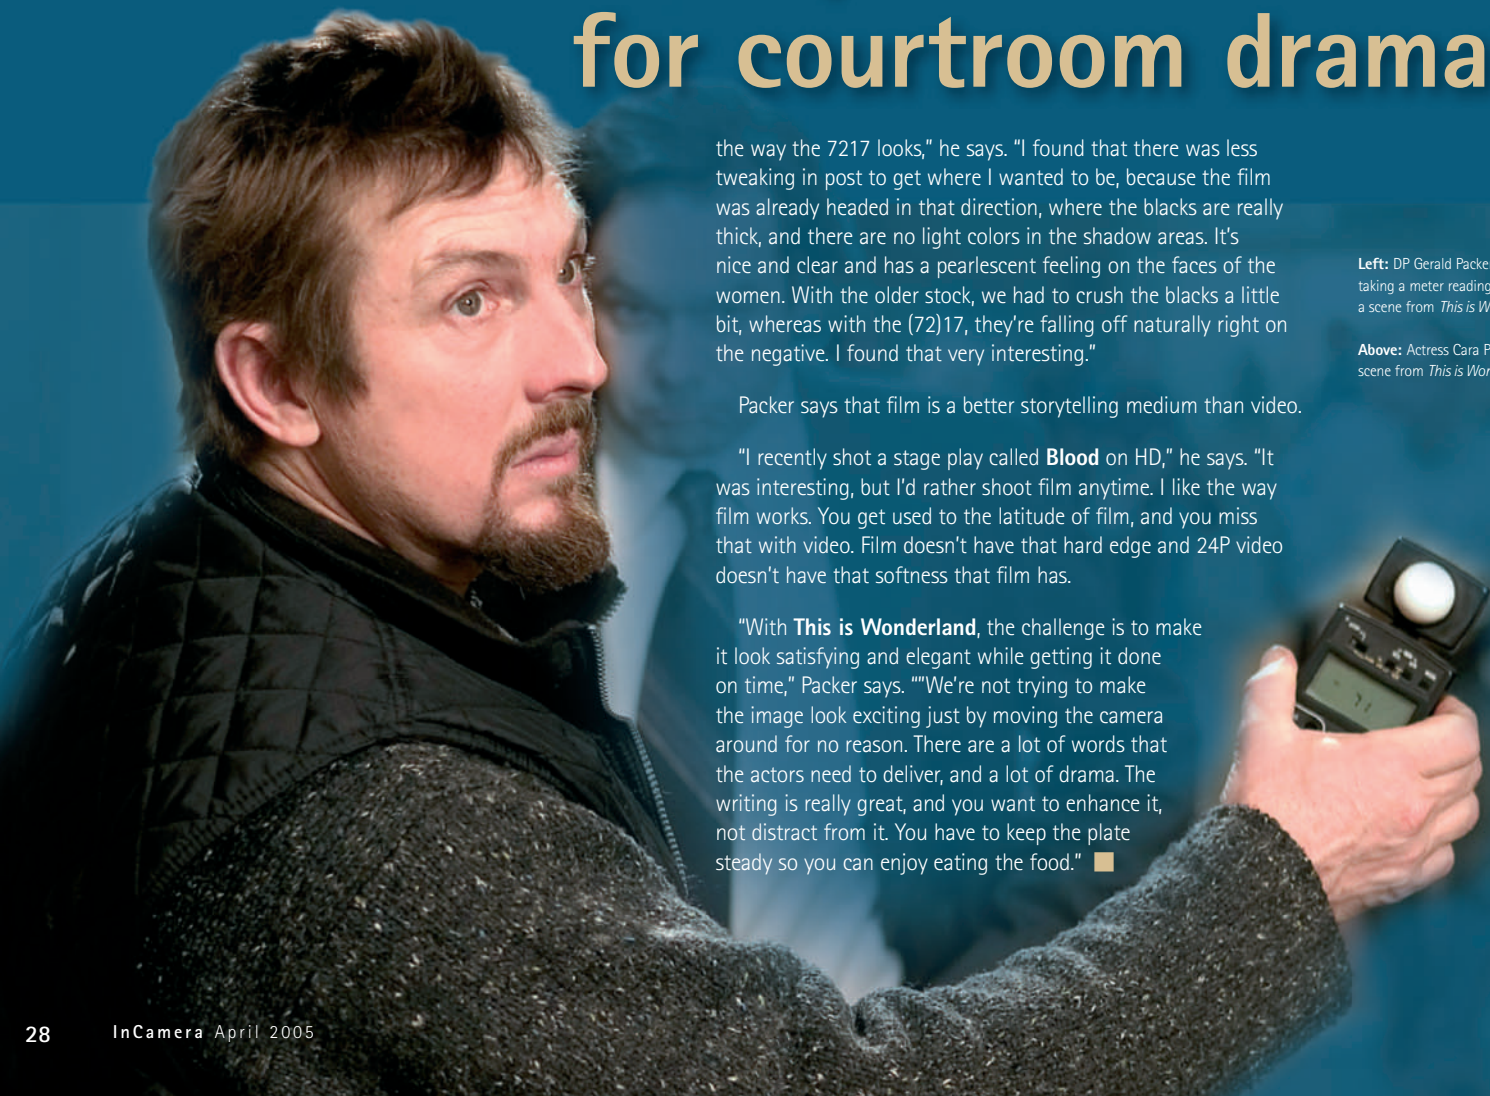 for courtroom drama
the way the 7217 looks,” he says. “I found that there was less
tweaking in post to get where I wanted to be, because the film
was already headed in that direction, where the blacks are really
thick, and there are no light colors in the shadow areas. It’s
nice and clear and has a pearlescent feeling on the faces of the
women. With the older stock, we had to crush the blacks a little
bit, whereas with the (72)17, they’re falling off naturally right on
the negative. I found that very interesting.”
Packer says that film is a better storytelling medium than video.
“I recently shot a stage play called Blood on HD,” he says. “It
was interesting, but I’d rather shoot film anytime. I like the way
film works. You get used to the latitude of film, and you miss
that with video. Film doesn’t have that hard edge and 24P video
doesn’t have that softness that film has.
“With This is Wonderland, the challenge is to make
it look satisfying and elegant while getting it done
on time,” Packer says. “”We’re not trying to make
the image look exciting just by moving the camera
around for no reason. There are a lot of words that
the actors need to deliver, and a lot of drama. The
writing is really great, and you want to enhance it,
not distract from it. You have to keep the plate
steady so you can enjoy eating the food.”
Left: DP Gerald Packe
taking a meter reading
a scene from This is W
Above: Actress Cara P
scene from This is Wo
71
28 InCamera April 2005